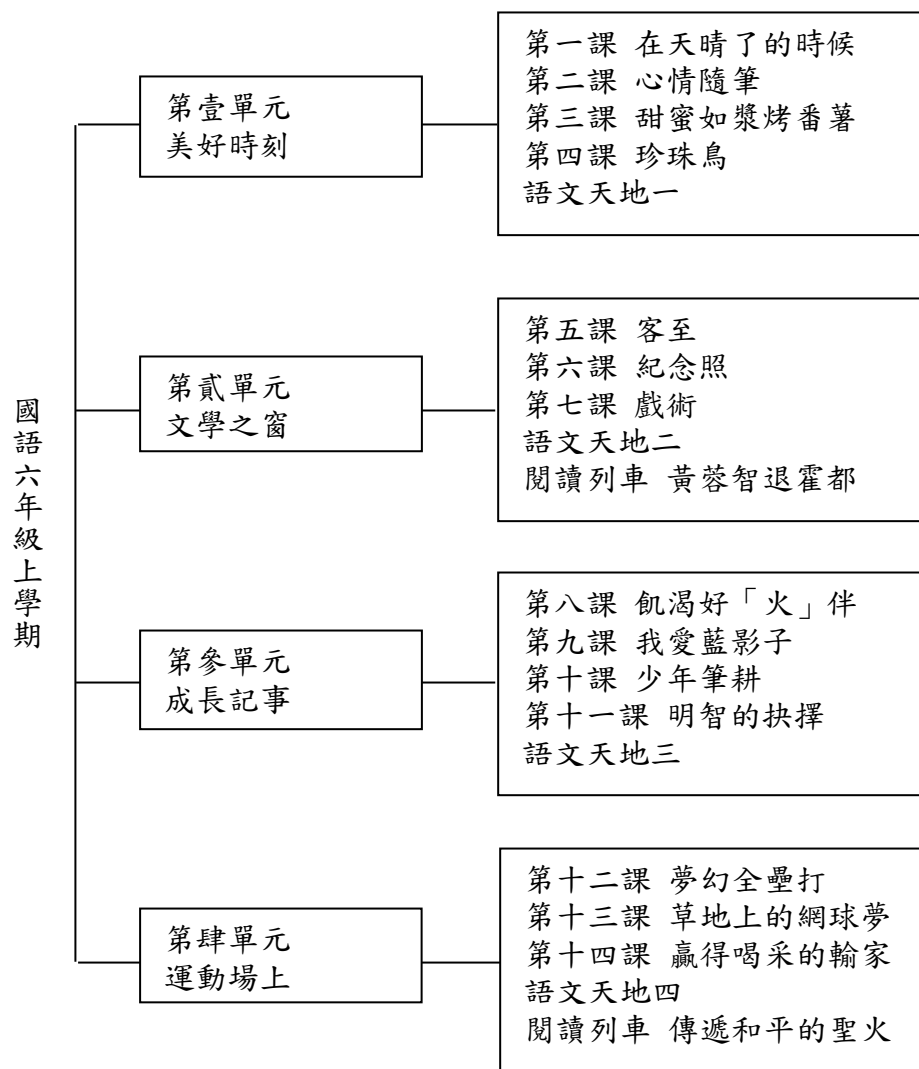 國語六年級上學期
第壹單元
美好時刻
第一課 在天晴了的時候
第二課 心情隨筆
第三課 甜蜜如漿烤番薯
第四課 珍珠鳥
語文天地一
第貳單元
文學之窗
第五課 客至
第六課 紀念照
第七課 戲術
語文天地二
閱讀列車 黃蓉智退霍都
第參單元
成長記事
第八課 飢渴好「火」伴
第九課 我愛藍影子
第十課 少年筆耕
第十一課 明智的抉擇
語文天地三
第肆單元
運動場上
第十二課 夢幻全壘打
第十三課 草地上的網球夢
第十四課 贏得喝采的輸家
語文天地四
閱讀列車 傳遞和平的聖火